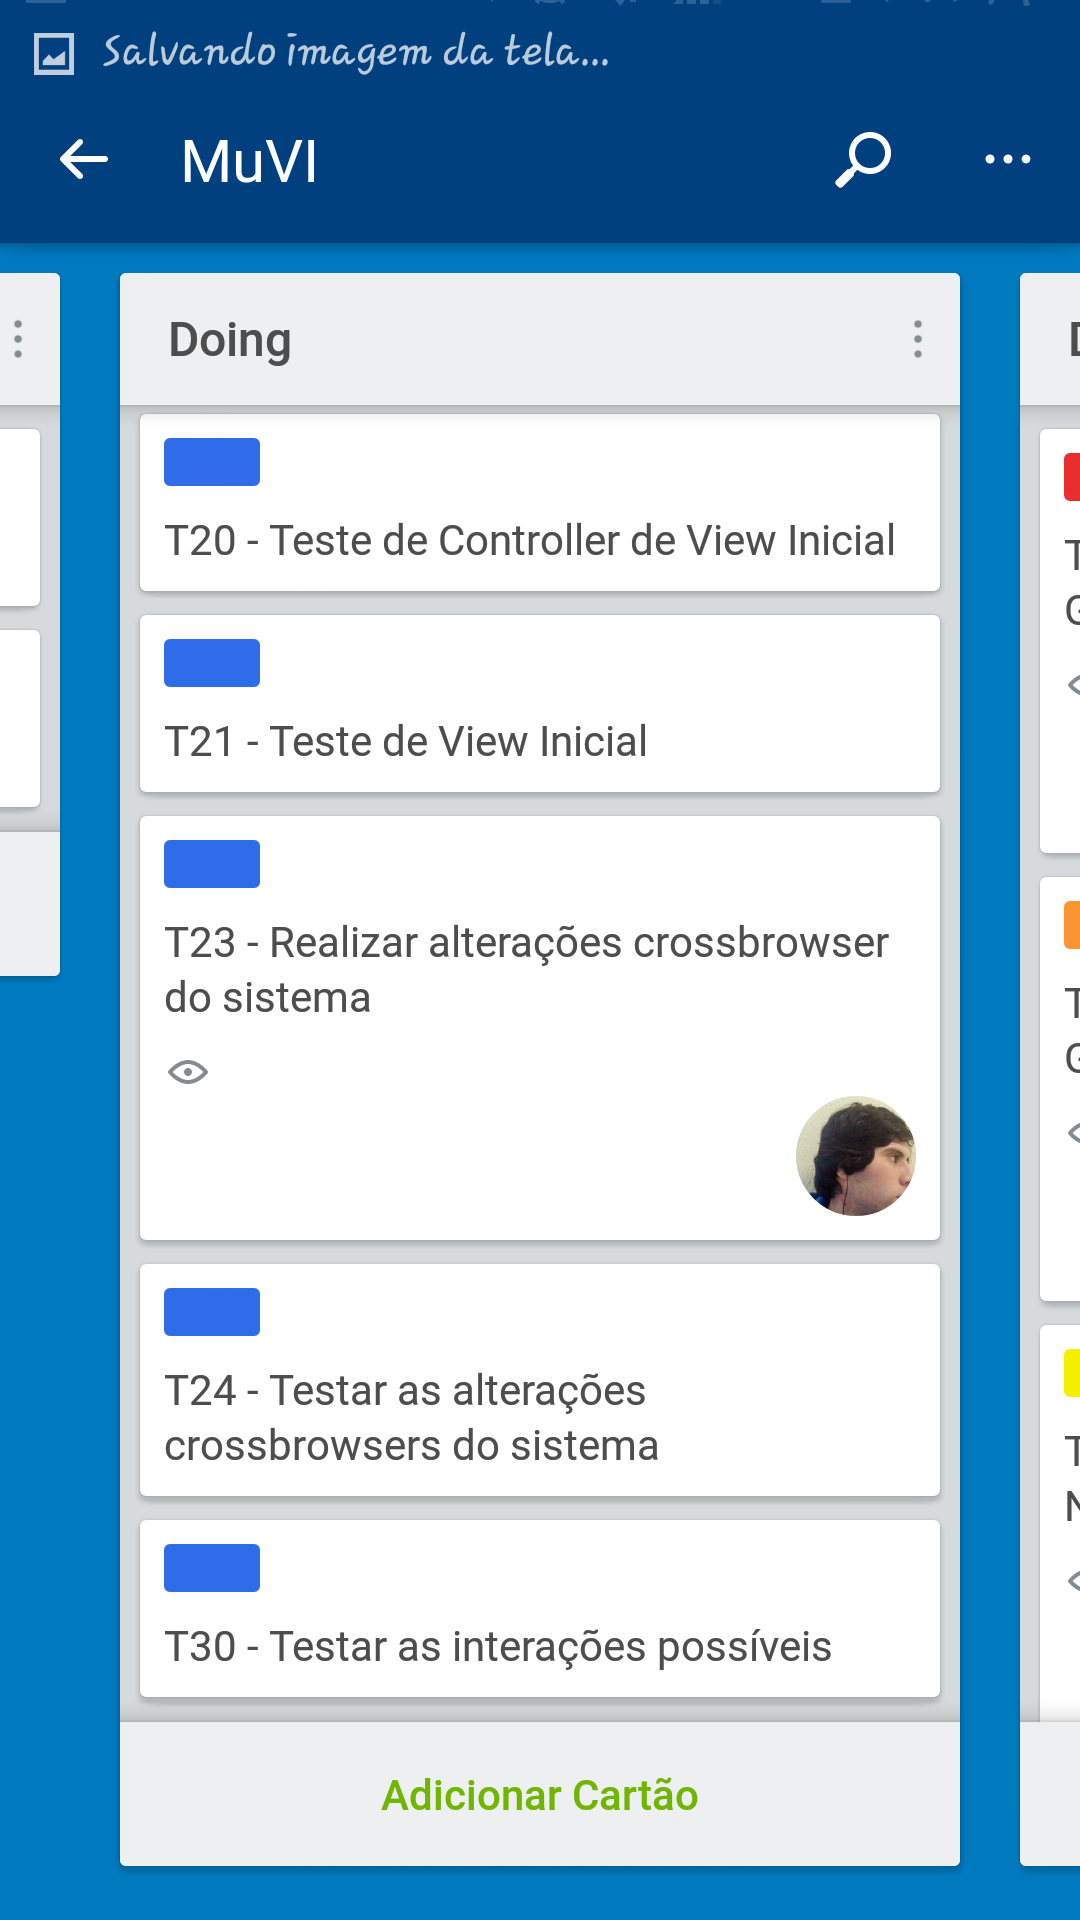 Salvando imagem da tela...
MuVI
Doing
T20 - Teste de Controller de View Inicial
T21 - Teste de View Inicial
T23 - Realizar alterações crossbrowser
do sistema
T24 - Testar as alterações
crossbrowsers do sistema
T30 - Testar as interações possíveis
Adicionar Cartão